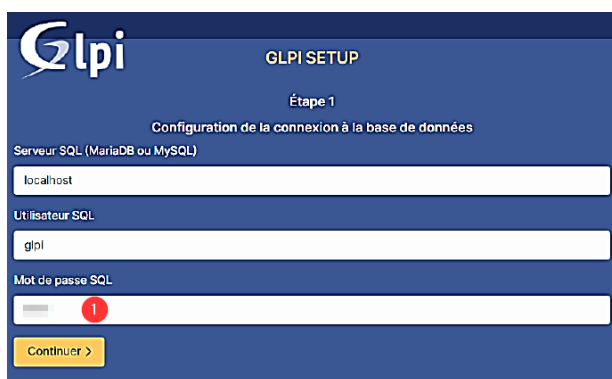 Glpi
GLPI SETUP
Étape 1
Configuration de la connexion à la base de données
Serveur SQL (MariaDB ou MySQL)
localhost
Utilisateur SQL
glpi
Mot de passe SQL
1
Continuer >